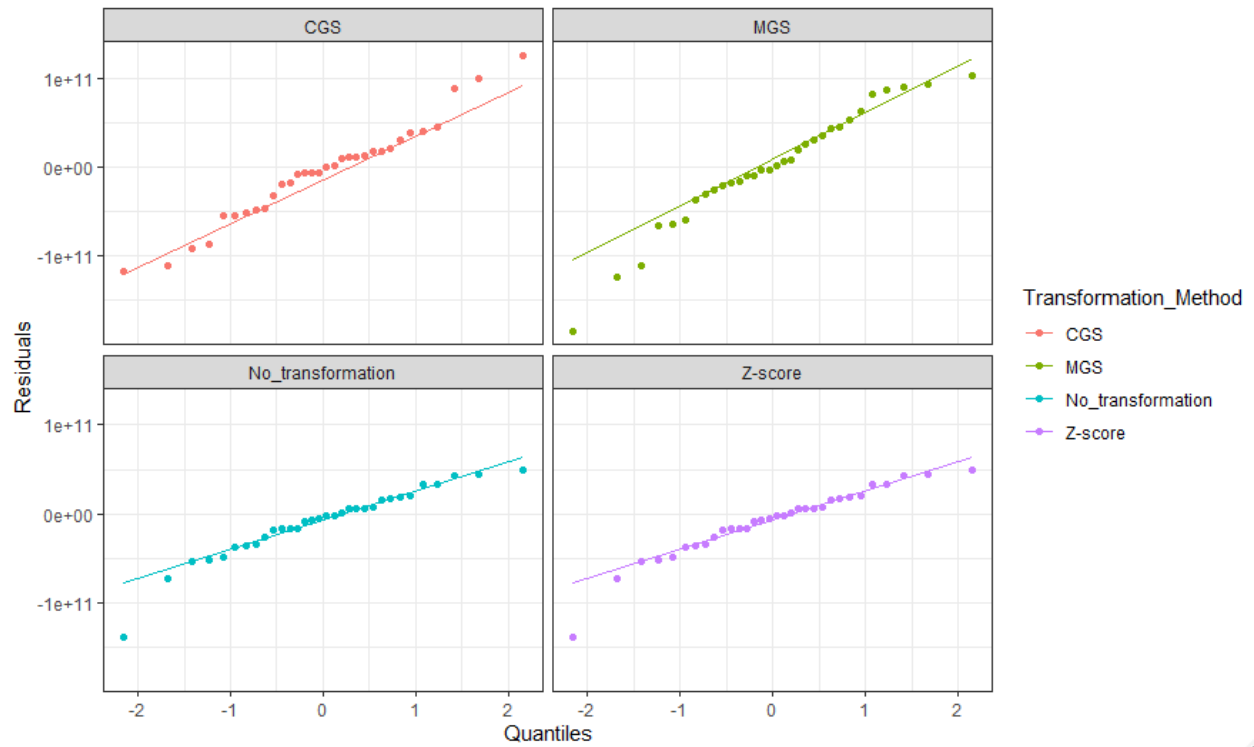 CGS
MGS
1e+11
0e+00
-1e+11
No_transformation
Z-score
1e+11
0e+00
-1e+11
-2 -1 0 1 2
-2 -1 0 1 2
Quantiles
Residuals
Transformation_Method
CGS
MGS
No_transformation
Z-score